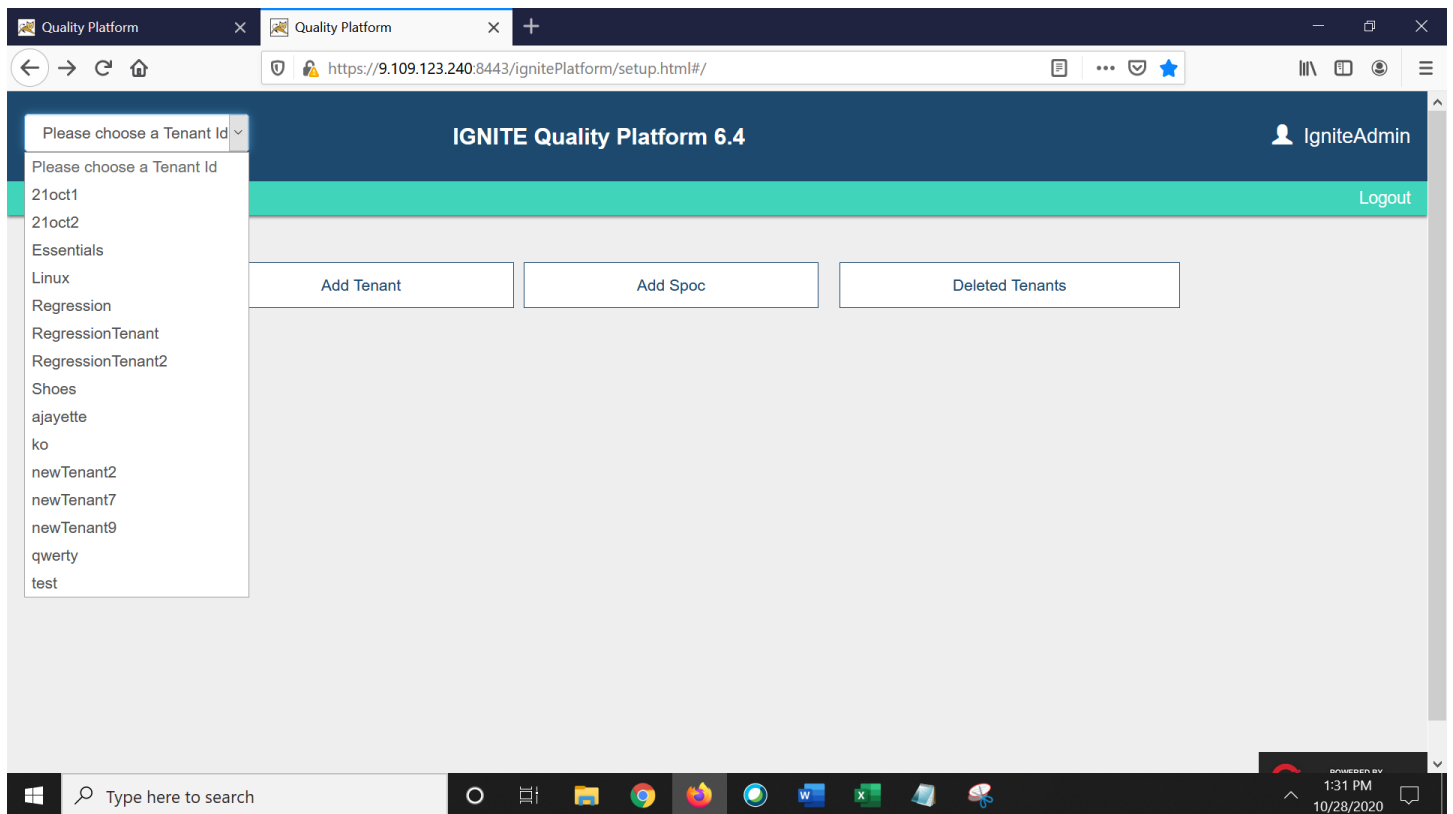 Quality Platform
Quality Platform
https://9.109.123.240:8443/ignitePlatform/setup.html#/
Please choose a Tenant Id
IGNITE Quality Platform 6.4
IgniteAdmin
Please choose a Tenant Id
21oct1
Logout
21oct2
Essentials
Linux
Add Tenant
Add Spoc
Deleted Tenants
Regression
RegressionTenant
RegressionTenant2
Shoes
ajayette
ko
newTenant2
newTenant7
newTenant9
qwerty
test
POWERED BY
Type here to search
1:31 PM
10/28/2020